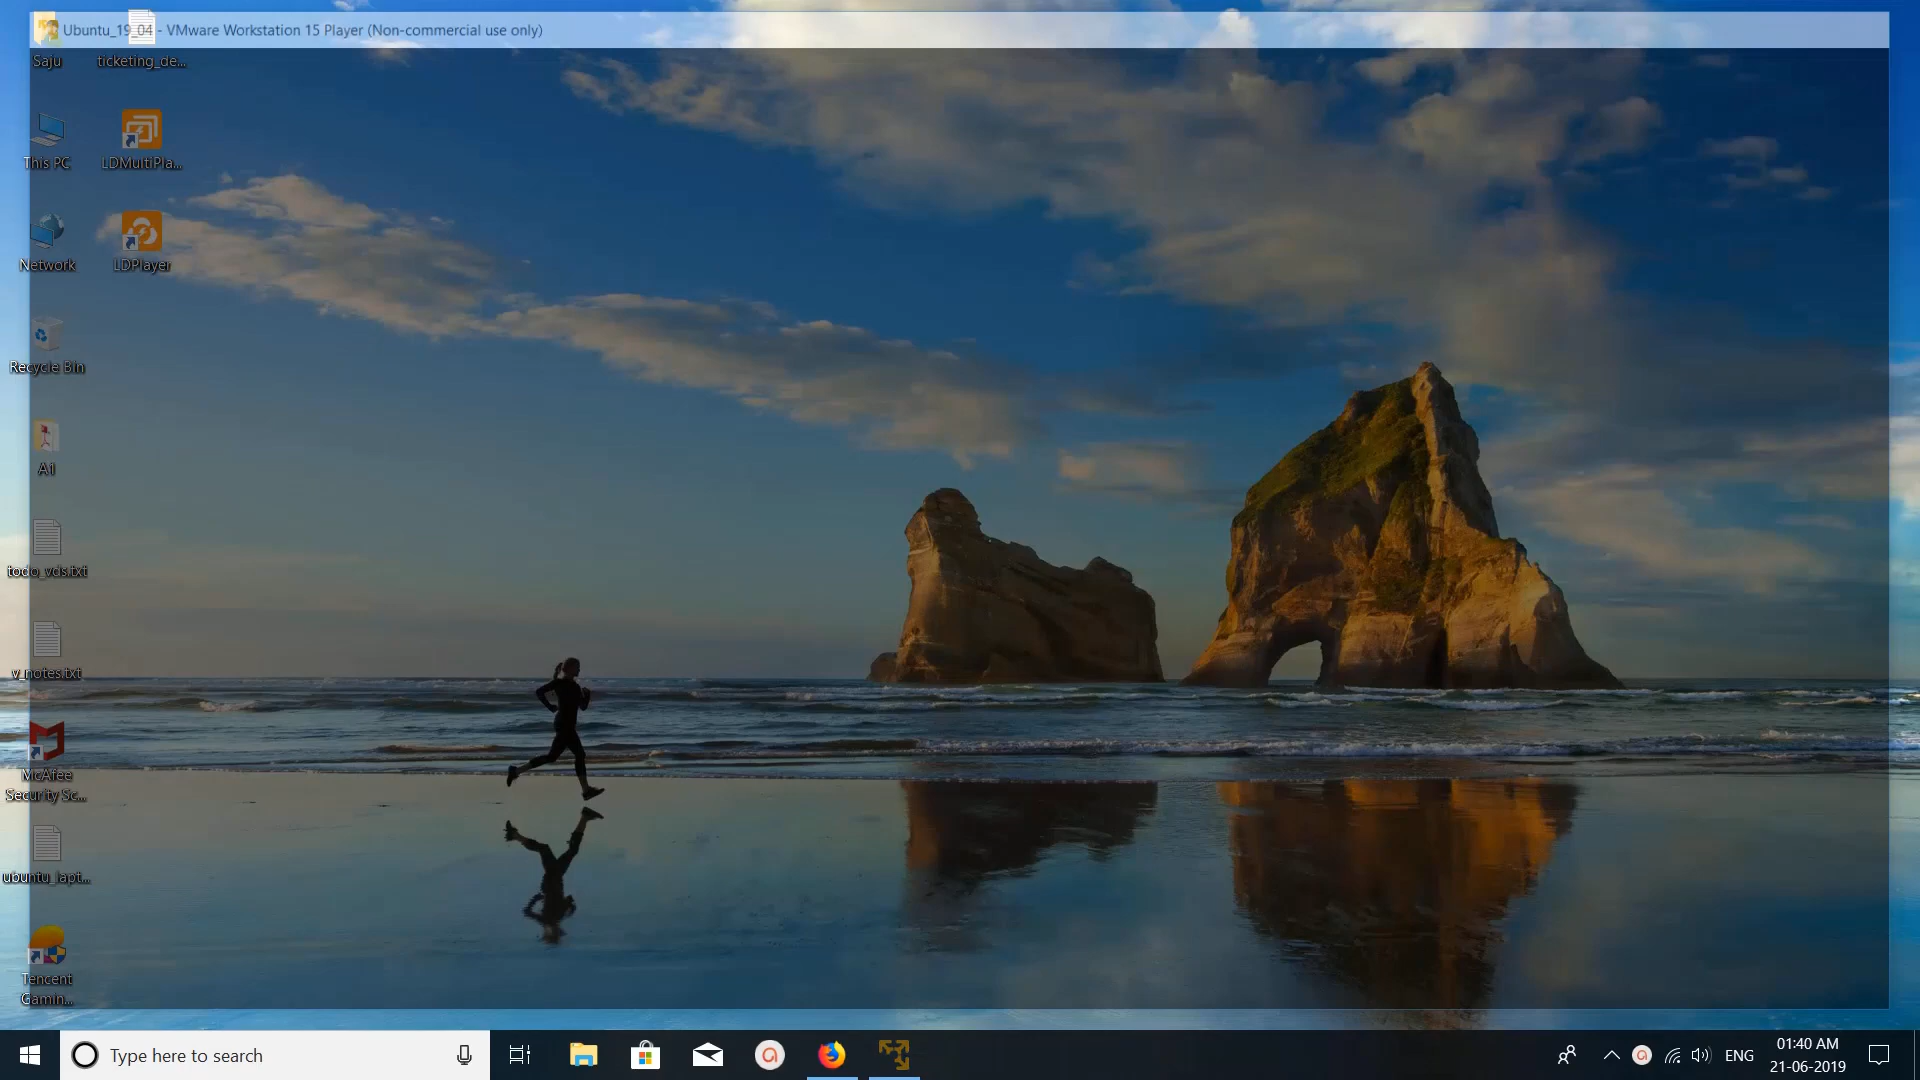 Ubuntu_19_04 - VMware Workstation 15 Player (Non-commercial use only)
Saju
ticketing_de...
This PC
LDMultiPla...
Network
LDPlayer
Recycle Bin
A1
todo_vds.txt
v_notes.txt
McAfee
Security Sc...
ubuntu_lapt...
Tencent
Gamin...
Type here to search
ENG
01:40 AM
21-06-2019